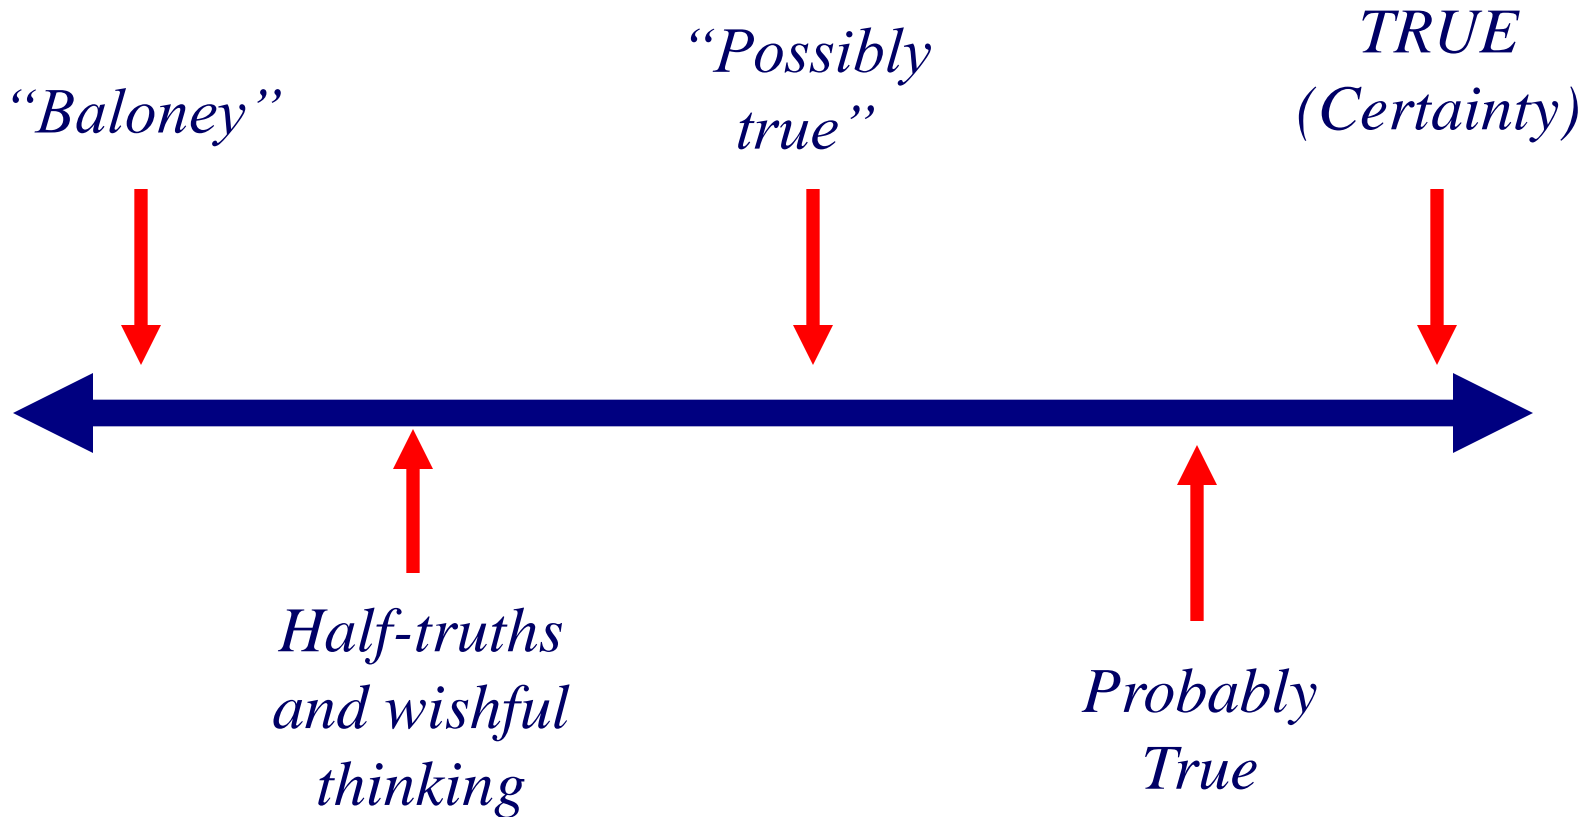 “Baloney”
“Possibly
true”
TRUE
(Certainty)
Half-truths
and wishful
thinking
Probably
True